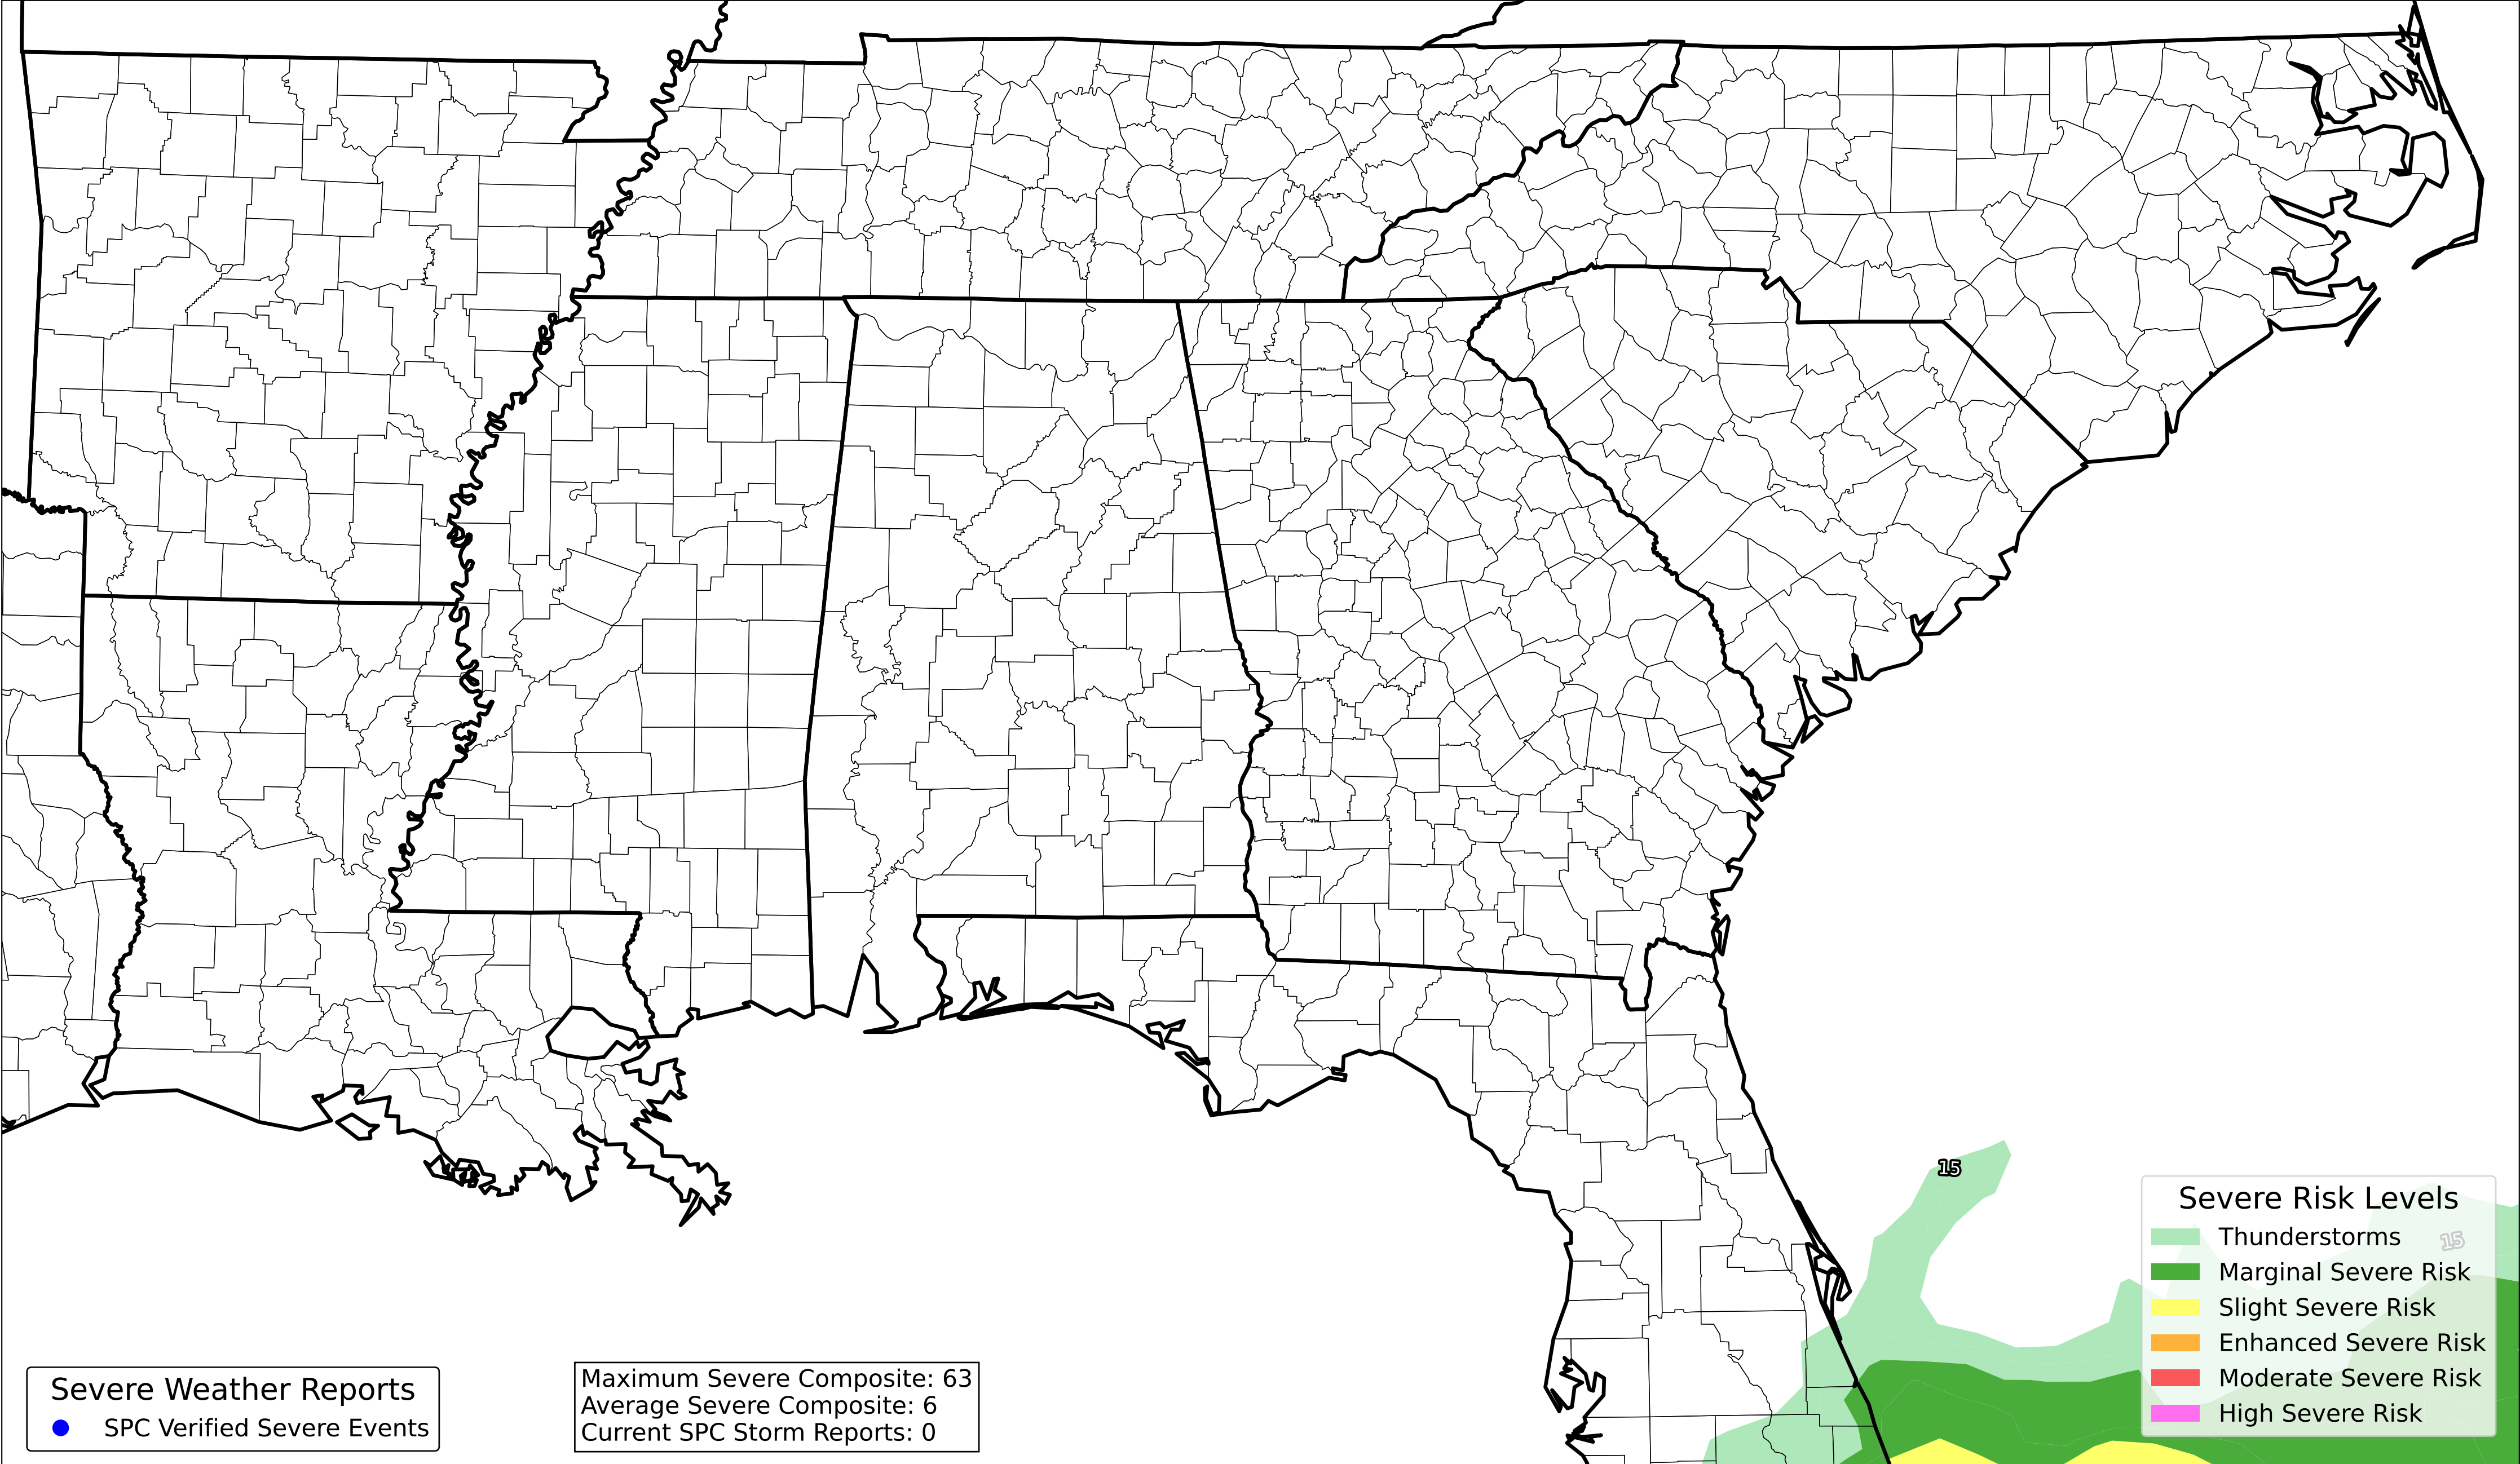 15
Severe Risk Levels
Thunderstorms
15
Marginal Severe Risk
Slight Severe Risk
Enhanced Severe Risk
Moderate Severe Risk
High Severe Risk
Severe Weather Reports
SPC Verified Severe Events
Maximum Severe Composite: 63
Average Severe Composite: 6
Current SPC Storm Reports: 0